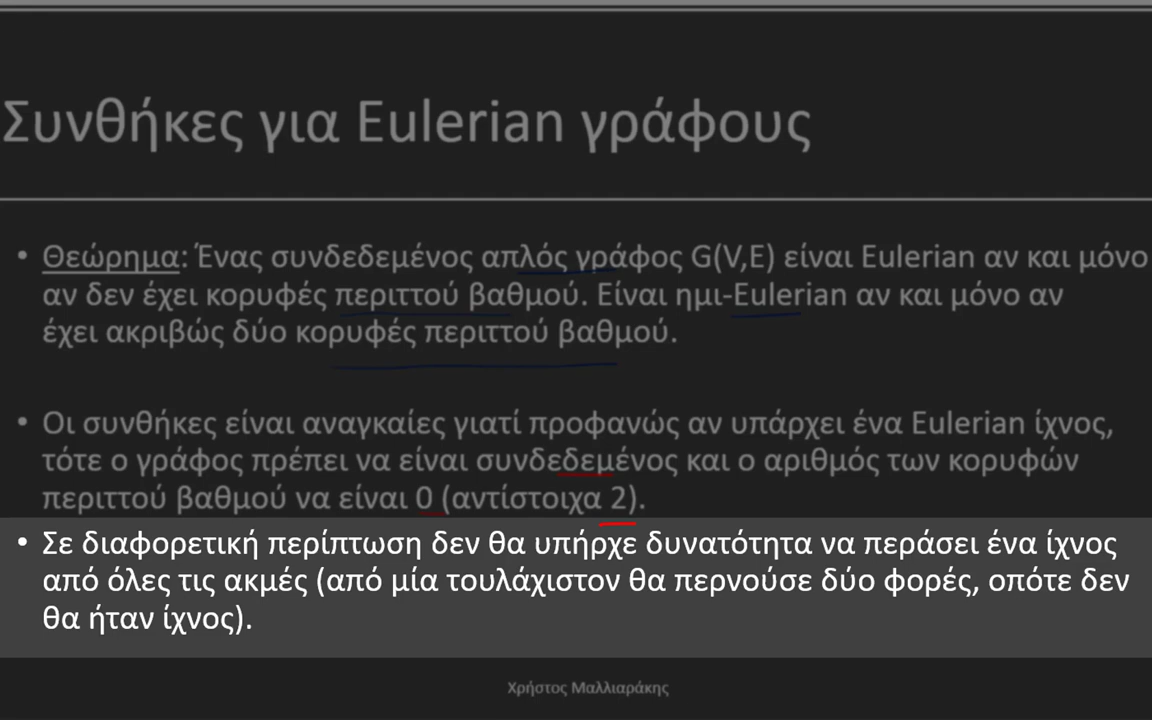 Συνθήκες για Eulerian γράφους
• Θεώρημα: Ένας συνδεδεμένος απλός γράφος G(V,E) είναι Eulerian αν και μόνο
αν δεν έχει κορυφές περιττού βαθμού. Είναι ημι-Eulerian αν και μόνο αν
έχει ακριβώς δύο κορυφές περιττού βαθμού.
• Οι συνθήκες είναι αναγκαίες γιατί προφανώς αν υπάρχει ένα Eulerian ίχνος,
τότε ο γράφος πρέπει να είναι συνδεδεμένος και ο αριθμός των κορυφών
περιττού βαθμού να είναι 0 (αντίστοιχα 2).
• Σε διαφορετική περίπτωση δεν θα υπήρχε δυνατότητα να περάσει ένα ίχνος
από όλες τις ακμές (από μία τουλάχιστον θα περνούσε δύο φορές, οπότε δεν
θα ήταν ίχνος).
Χρήστος Μαλλιαράκης